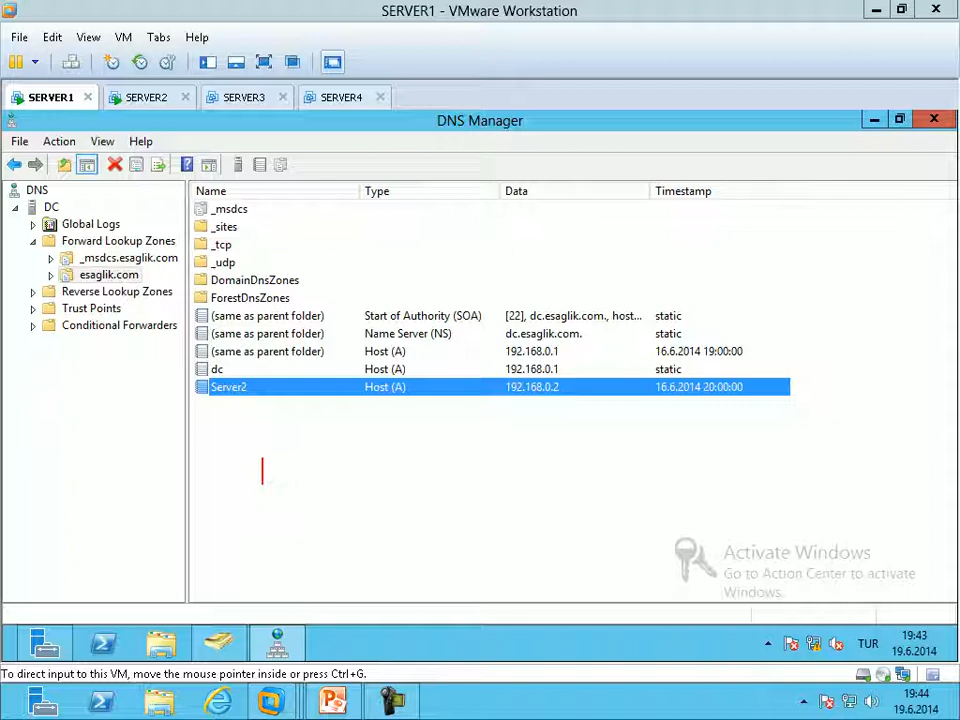 SERVER1 - VMware Workstation
File Edit View VM Tabs Help
SERVER1 SERVER2 SERVER3 SERVER4
DNS Manager
File Action View Help
DNS
DC
Global Logs
Forward Lookup Zones
_msdcs.esaglik.com
esaglik.com
Reverse Lookup Zones
Trust Points
Conditional Forwarders
Name Type Data Timestamp
_msdcs
_sites
_tcp
_udp
DomainDnsZones
ForestDnsZones
(same as parent folder) Start of Authority (SOA) [22], dc.esaglik.com., host... static
(same as parent folder) Name Server (NS) dc.esaglik.com. static
(same as parent folder) Host (A) 192.168.0.1 16.6.2014 19:00:00
dc Host (A) 192.168.0.1 static
Server2 Host (A) 192.168.0.2 16.6.2014 20:00:00
Activate Windows
Go to Action Center to activate
Windows.
TUR 19:43
19.6.2014
To direct input to this VM, move the mouse pointer inside or press Ctrl+G.
19:44
19.6.2014